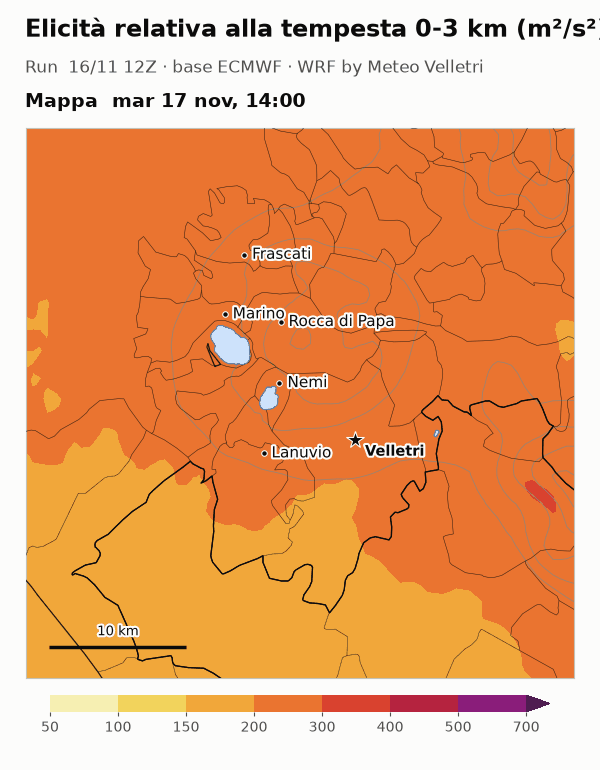 Elicità relativa alla tempesta 0-3 km (m²/s²)
Run 16/11 12Z · base ECMWF · WRF by Meteo Velletri
Mappa mar 17 nov, 14:00
Frascati
Marino
Rocca di Papa
Nemi
Velletri
Lanuvio
10 km
50 100 150 200 300 400 500 700